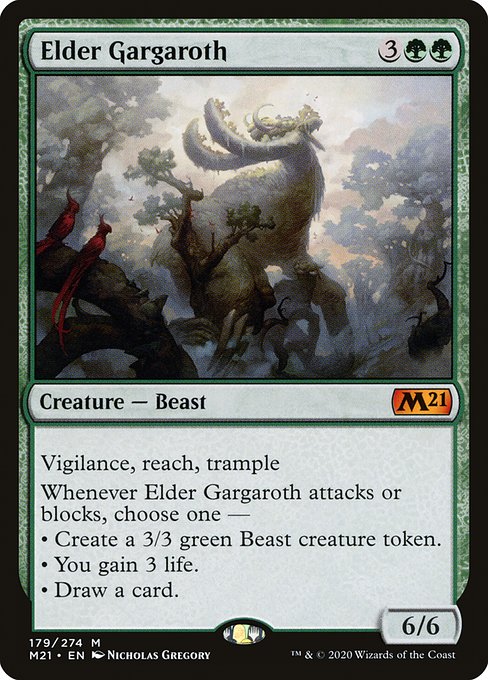 Elder Gargaroth 3
Creature — Beast M21
Vigilance, reach, trample
Whenever Elder Gargaroth attacks or
blocks, choose one —
• Create a 3/3 green Beast creature token.
• You gain 3 life.
• Draw a card.
6/6
179/274 M
M21 • EN Nicholas Gregory ™ & © 2020 Wizards of the Coast